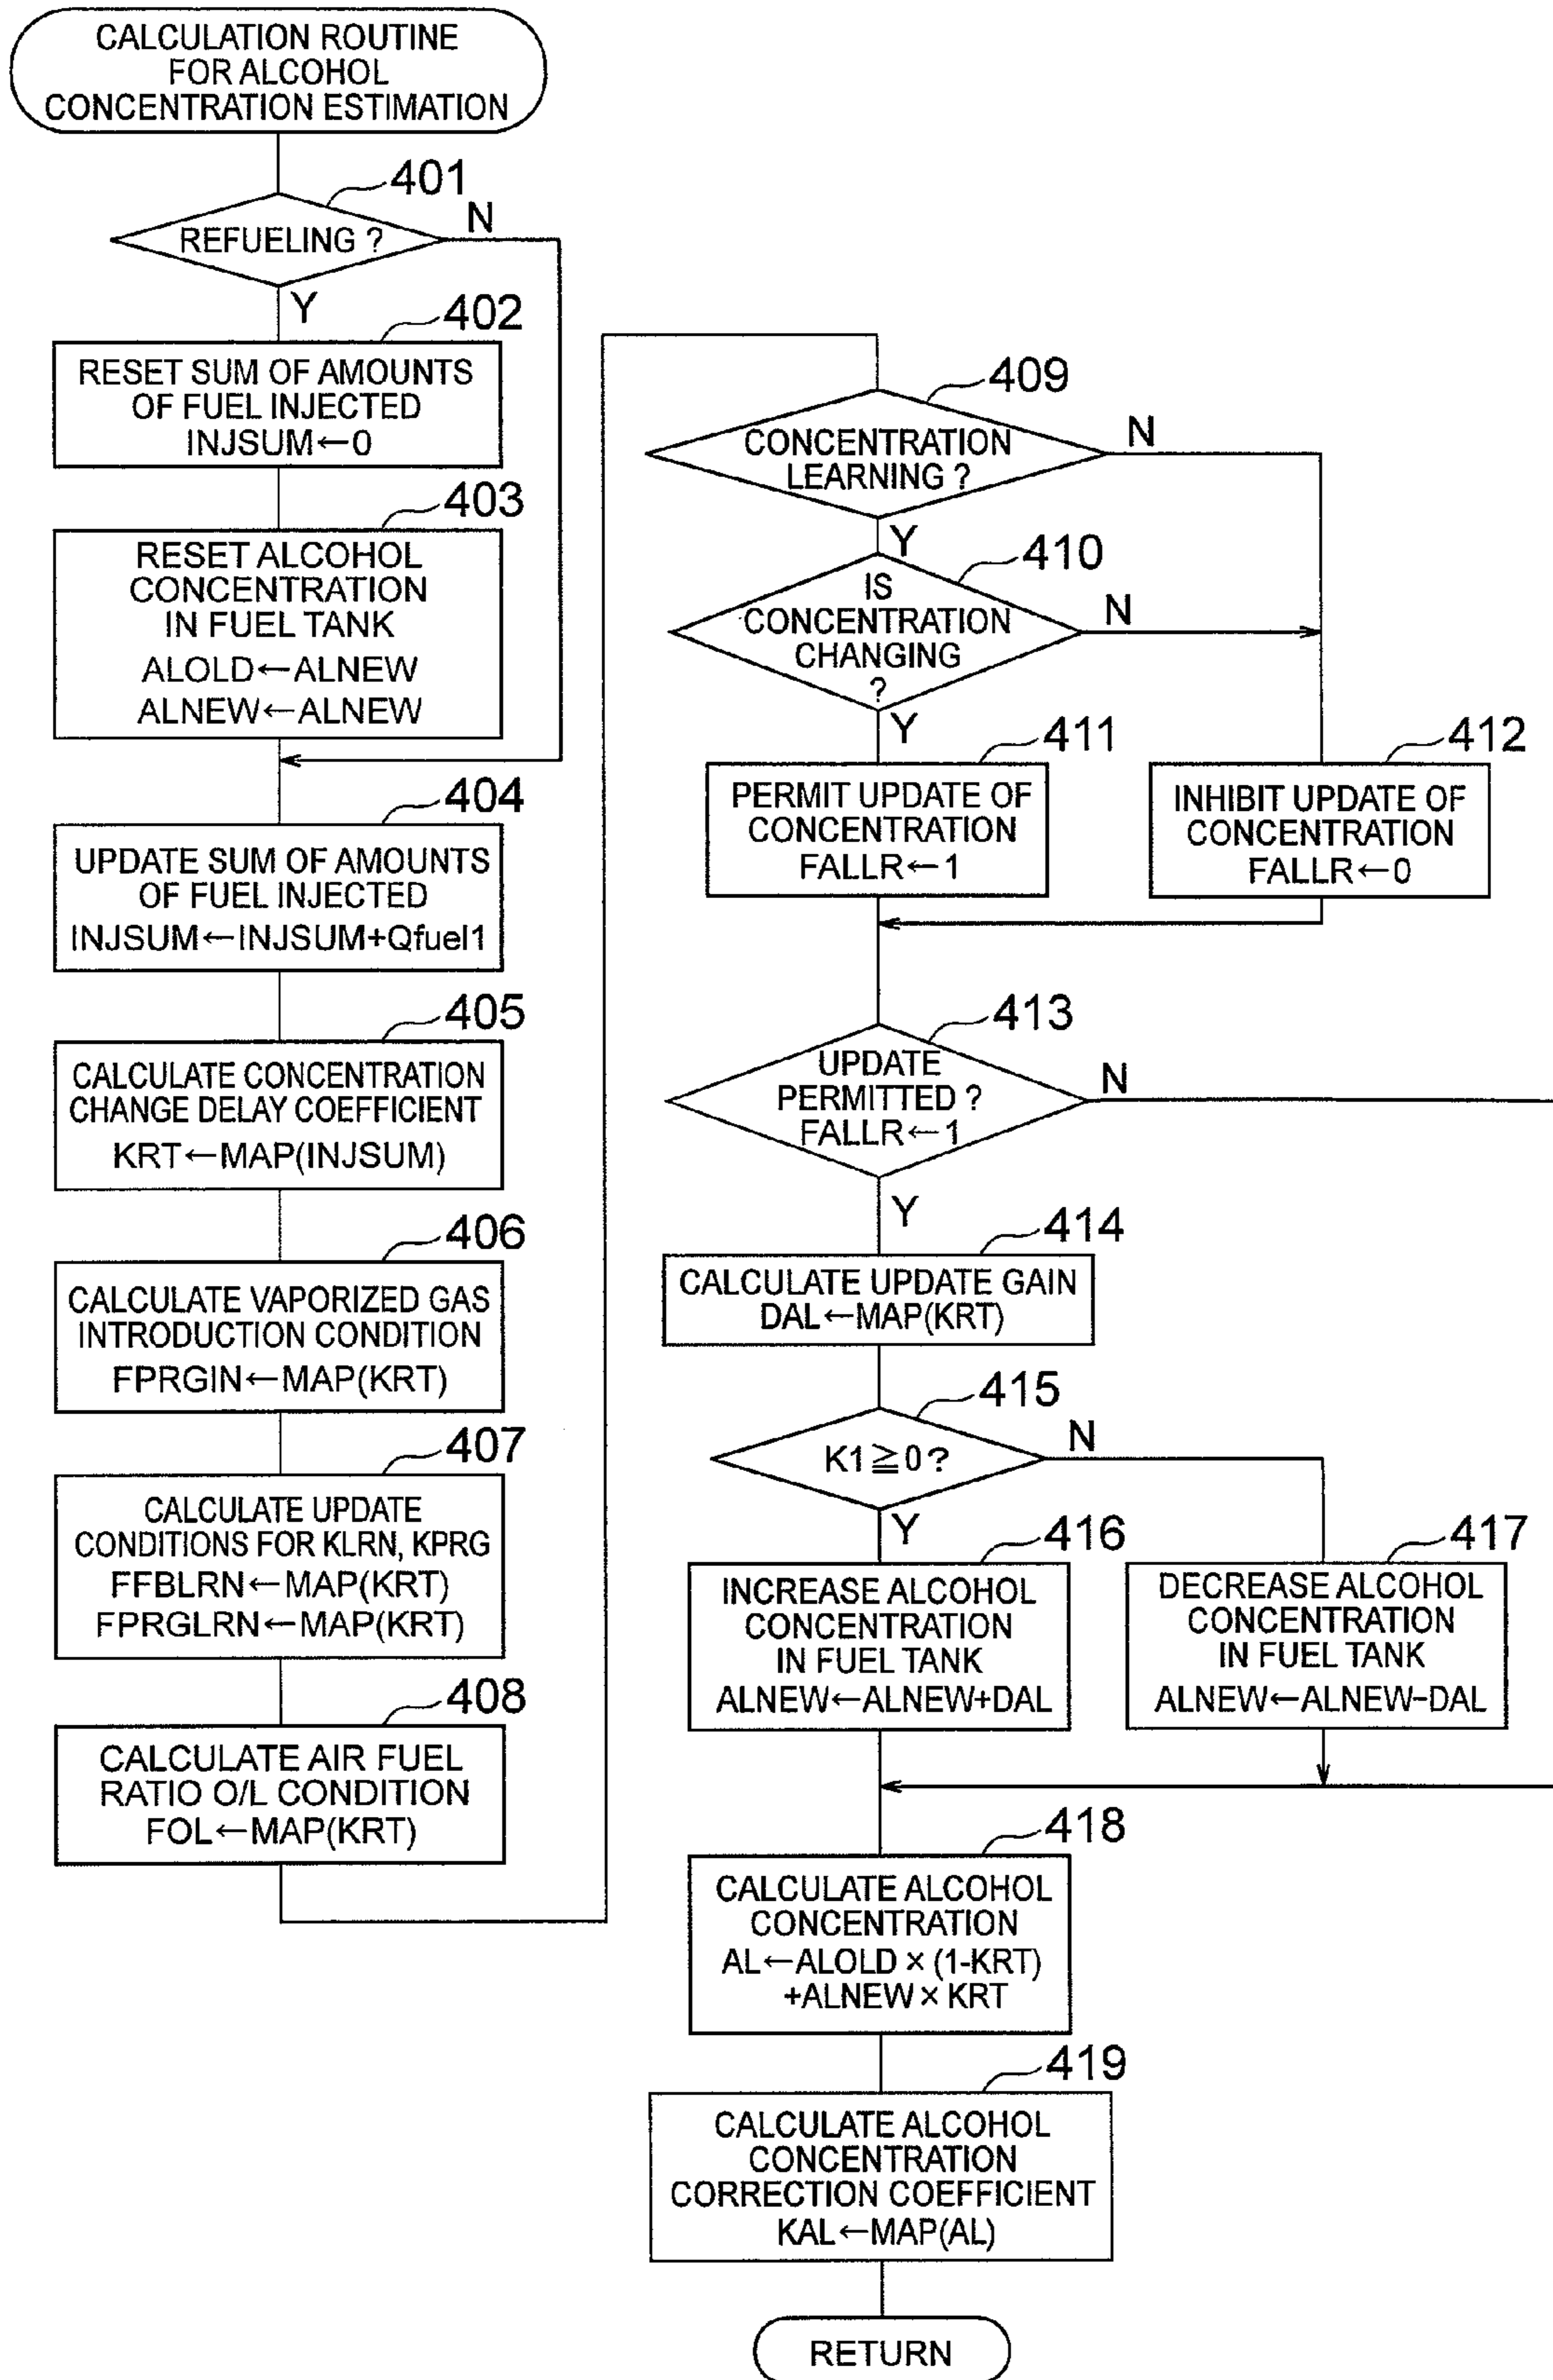 CALCULATION ROUTINE
FOR ALCOHOL
CONCENTRATION ESTIMATION
401
REFUELING ?
N
Y
402
RESET SUM OF AMOUNTS
OF FUEL INJECTED
INJSUM←0
403
RESET ALCOHOL
CONCENTRATION
IN FUEL TANK
ALOLD←ALNEW
ALNEW←ALNEW
404
UPDATE SUM OF AMOUNTS
OF FUEL INJECTED
INJSUM←INJSUM+Qfuel1
405
CALCULATE CONCENTRATION
CHANGE DELAY COEFFICIENT
KRT←MAP(INJSUM)
406
CALCULATE VAPORIZED GAS
INTRODUCTION CONDITION
FPRGIN←MAP(KRT)
407
CALCULATE UPDATE
CONDITIONS FOR KLRN, KPRG
FFBLRN←MAP(KRT)
FPRGLRN←MAP(KRT)
408
CALCULATE AIR FUEL
RATIO O/L CONDITION
FOL←MAP(KRT)
409
CONCENTRATION
LEARNING ?
N
Y
410
IS
CONCENTRATION
CHANGING
?
N
Y
411
PERMIT UPDATE OF
CONCENTRATION
FALLR←1
412
INHIBIT UPDATE OF
CONCENTRATION
FALLR←0
413
UPDATE
PERMITTED ?
FALLR←1
N
Y
414
CALCULATE UPDATE GAIN
DAL←MAP(KRT)
415
K1≧0?
N
Y
416
INCREASE ALCOHOL
CONCENTRATION
IN FUEL TANK
ALNEW←ALNEW+DAL
417
DECREASE ALCOHOL
CONCENTRATION
IN FUEL TANK
ALNEW←ALNEW-DAL
418
CALCULATE ALCOHOL
CONCENTRATION
AL←ALOLD×(1-KRT)
+ALNEW×KRT
419
CALCULATE ALCOHOL
CONCENTRATION
CORRECTION COEFFICIENT
KAL←MAP(AL)
RETURN